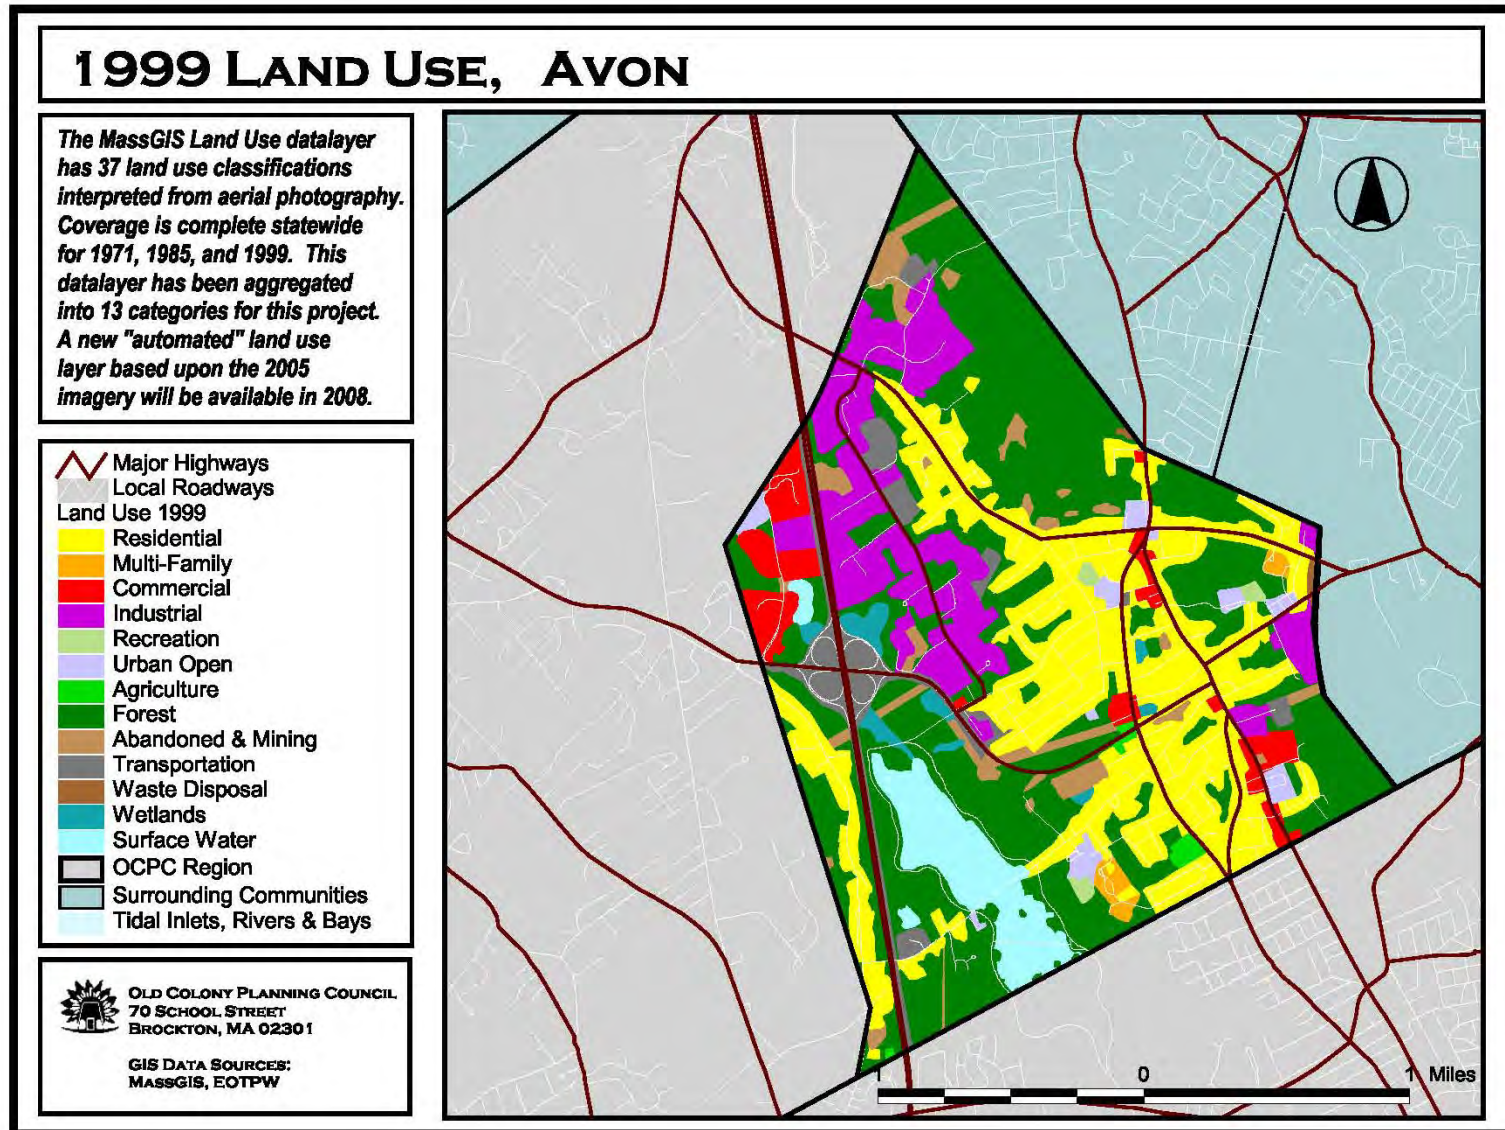 1999 LAND USE, AVON
The MassGIS Land Use datalayer
has 37 land use classifications
interpreted from aerial photography.
Coverage is complete statewide
for 1971, 1985, and 1999. This
datalayer has been aggregated
into 13 categories for this project.
A new "automated" land use
layer based upon the 2005
imagery will be available in 2008.
Major Highways
Local Roadways
Land Use 1999
Residential
Multi-Family
Commercial
Industrial
Recreation
Urban Open
Agriculture
Forest
Abandoned & Mining
Transportation
Waste Disposal
Wetlands
Surface Water
OCPC Region
Surrounding Communities
Tidal Inlets, Rivers & Bays
OLD COLONY PLANNING COUNCIL
70 SCHOOL STREET
BROCKTON, MA 02301
GIS DATA SOURCES:
MASSGIS, EOTPW
1 0 1 Miles